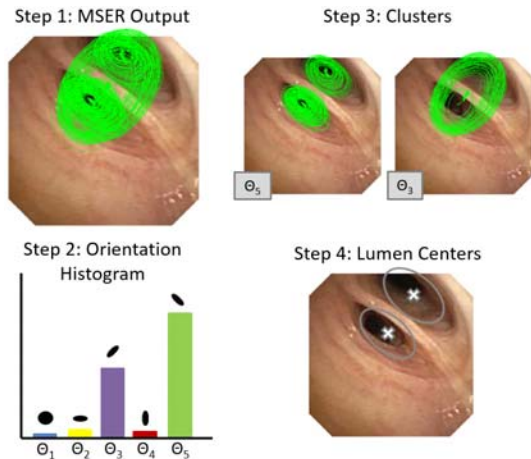 Step 1: MSER Output
Step 3: Clusters
Θ5
Θ3
Step 2: Orientation
Histogram
Θ1 Θ2 Θ3 Θ4 Θ5
Step 4: Lumen Centers